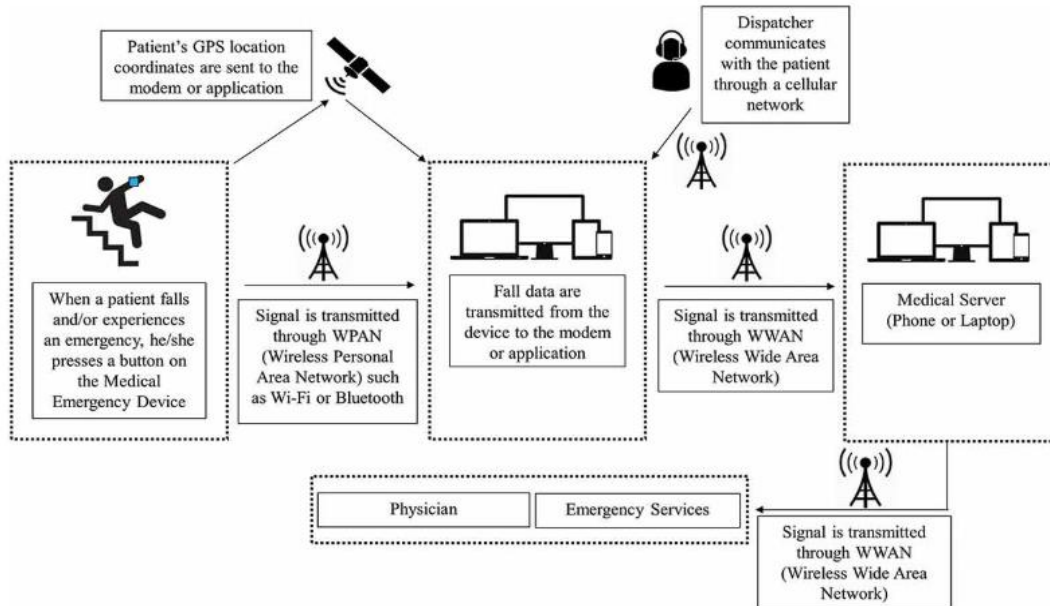 Patient's GPS location
coordinates are sent to the
modem or application
Dispatcher
communicates
with the patient
through a cellular
network
When a patient falls
and/or experiences
an emergency, he/she
presses a button on
the Medical
Emergency Device
Signal is transmitted
through WPAN
(Wireless Personal
Area Network) such
as Wi-Fi or Bluetooth
Fall data are
transmitted from the
device to the modem
or application
Signal is transmitted
through WWAN
(Wireless Wide Area
Network)
Medical Server
(Phone or Laptop)
Physician
Emergency Services
Signal is transmitted
through WWAN
(Wireless Wide Area
Network)